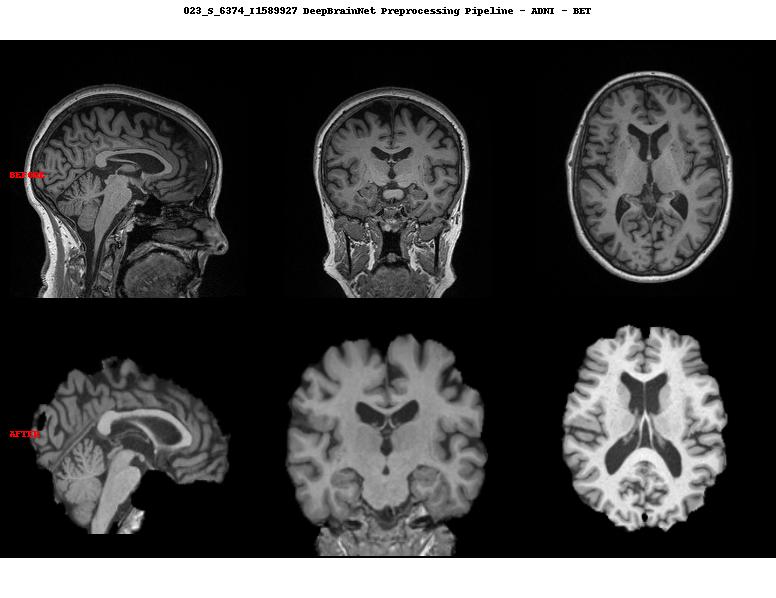 023_S_6374_I1589927 DeepBrainNet Preprocessing Pipeline - ADNI - BET
BEFORE
AFTER